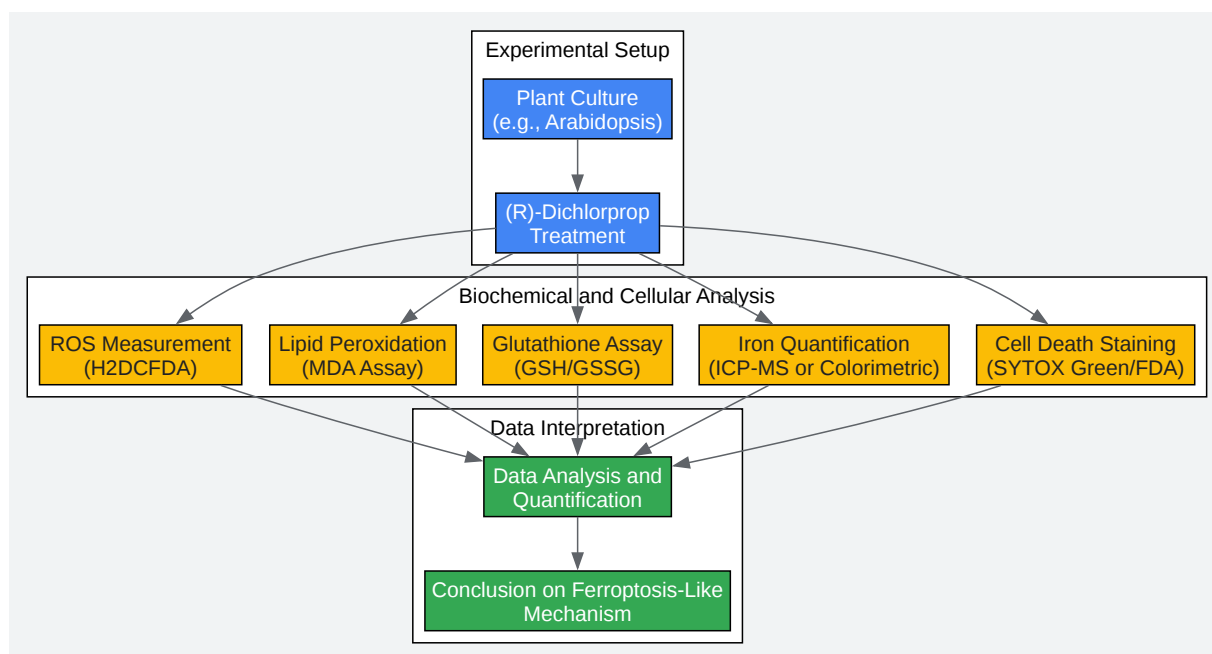 Experimental Setup
Plant Culture
(e.g., Arabidopsis)
(R)-Dichlorprop
Treatment
Biochemical and Cellular Analysis
ROS Measurement
(H2DCFDA)
Lipid Peroxidation
(MDA Assay)
Glutathione Assay
(GSH/GSSG)
Iron Quantification
(ICP-MS or Colorimetric)
Cell Death Staining
(SYTOX Green/FDA)
Data Interpretation
Data Analysis and
Quantification
Conclusion on Ferroptosis-Like
Mechanism